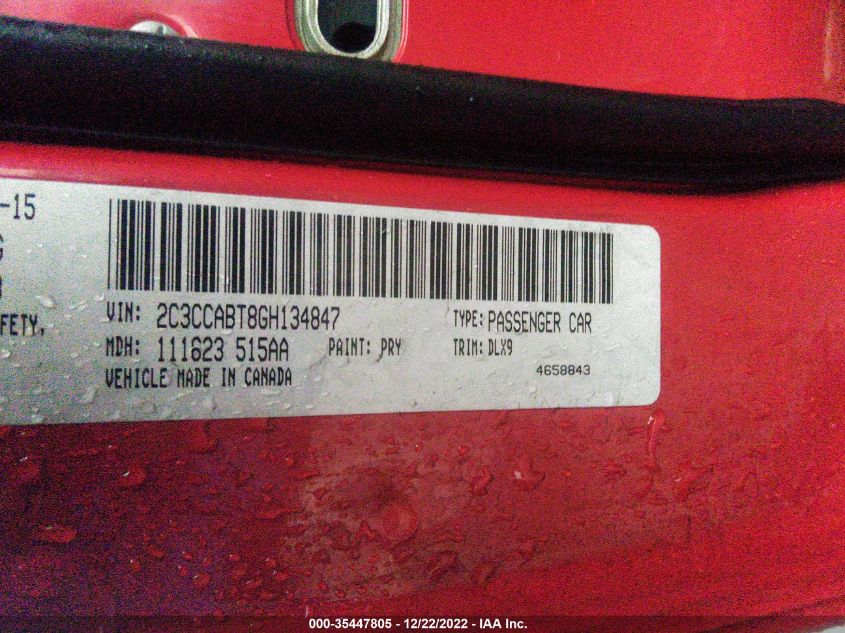 -15
G
FETY,
VIN: 2C3CCABT8GH134847 TYPE: PASSENGER CAR
MDH: 111623 515AA PAINT: PRY TRIM: DLX9
VEHICLE MADE IN CANADA 4658843
000-35447805 - 12/22/2022 - IAA Inc.